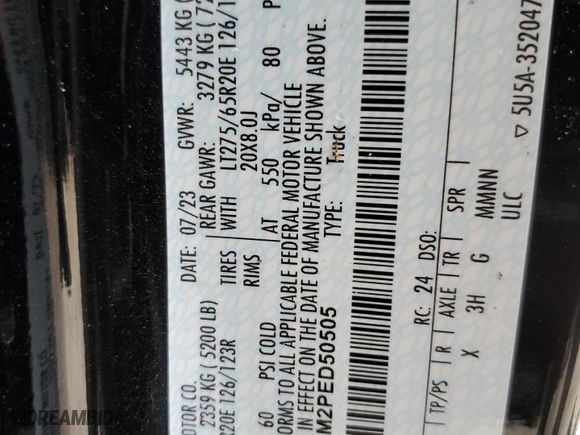 OTOR CO.
DATE: 07/23 GVWR: 5443 KG (
2359 KG ( 5200 LB) REAR GAWR: 3279 KG ( 72
R20E 126/123R TIRES WITH LT275/65R20E 126/1
RIMS 20X8.0J
60 PSI COLD AT 550 kPa/ 80 P
ORMS TO ALL APPLICABLE FEDERAL MOTOR VEHICLE
IN EFFECT ON THE DATE OF MANUFACTURE SHOWN ABOVE.
M2PED50505 TYPE: Truck
RC: 24 DSO:
TP/PS R AXLE TR SPR
X 3H G MMNN
ULC
▽ 5U5A-352047